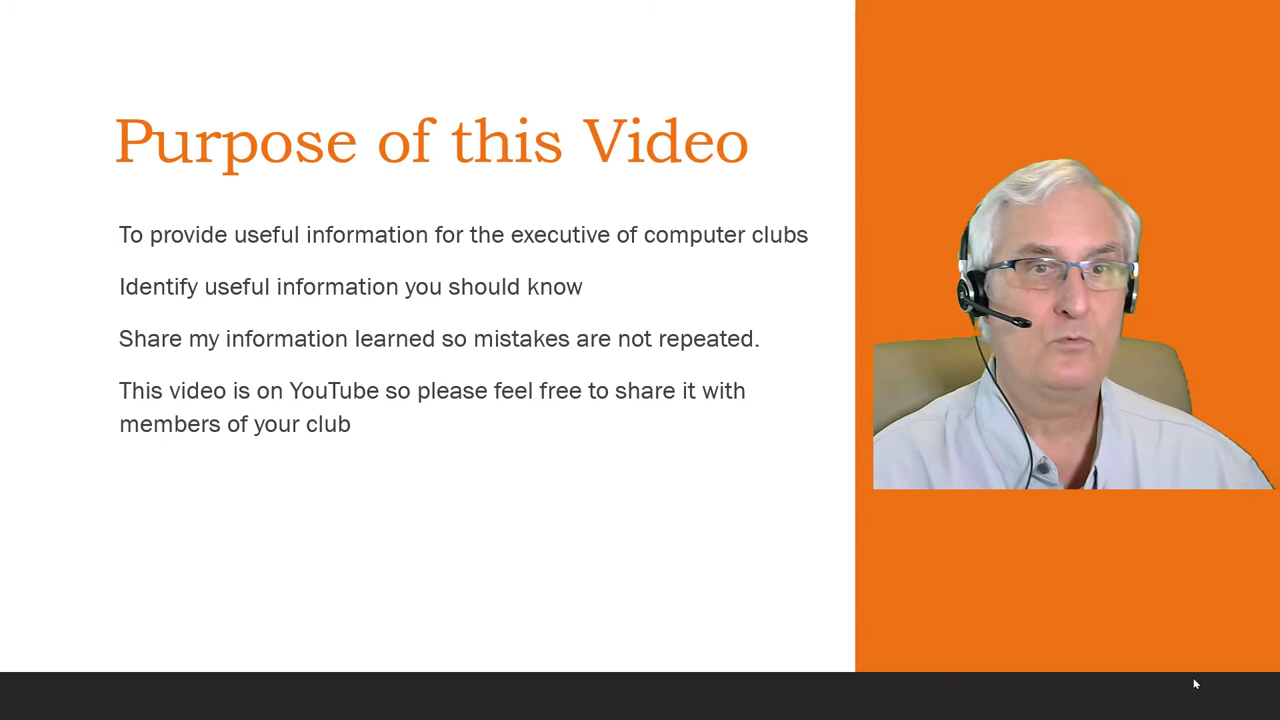 Purpose of this Video
To provide useful information for the executive of computer clubs
Identify useful information you should know
Share my information learned so mistakes are not repeated.
This video is on YouTube so please feel free to share it with
members of your club